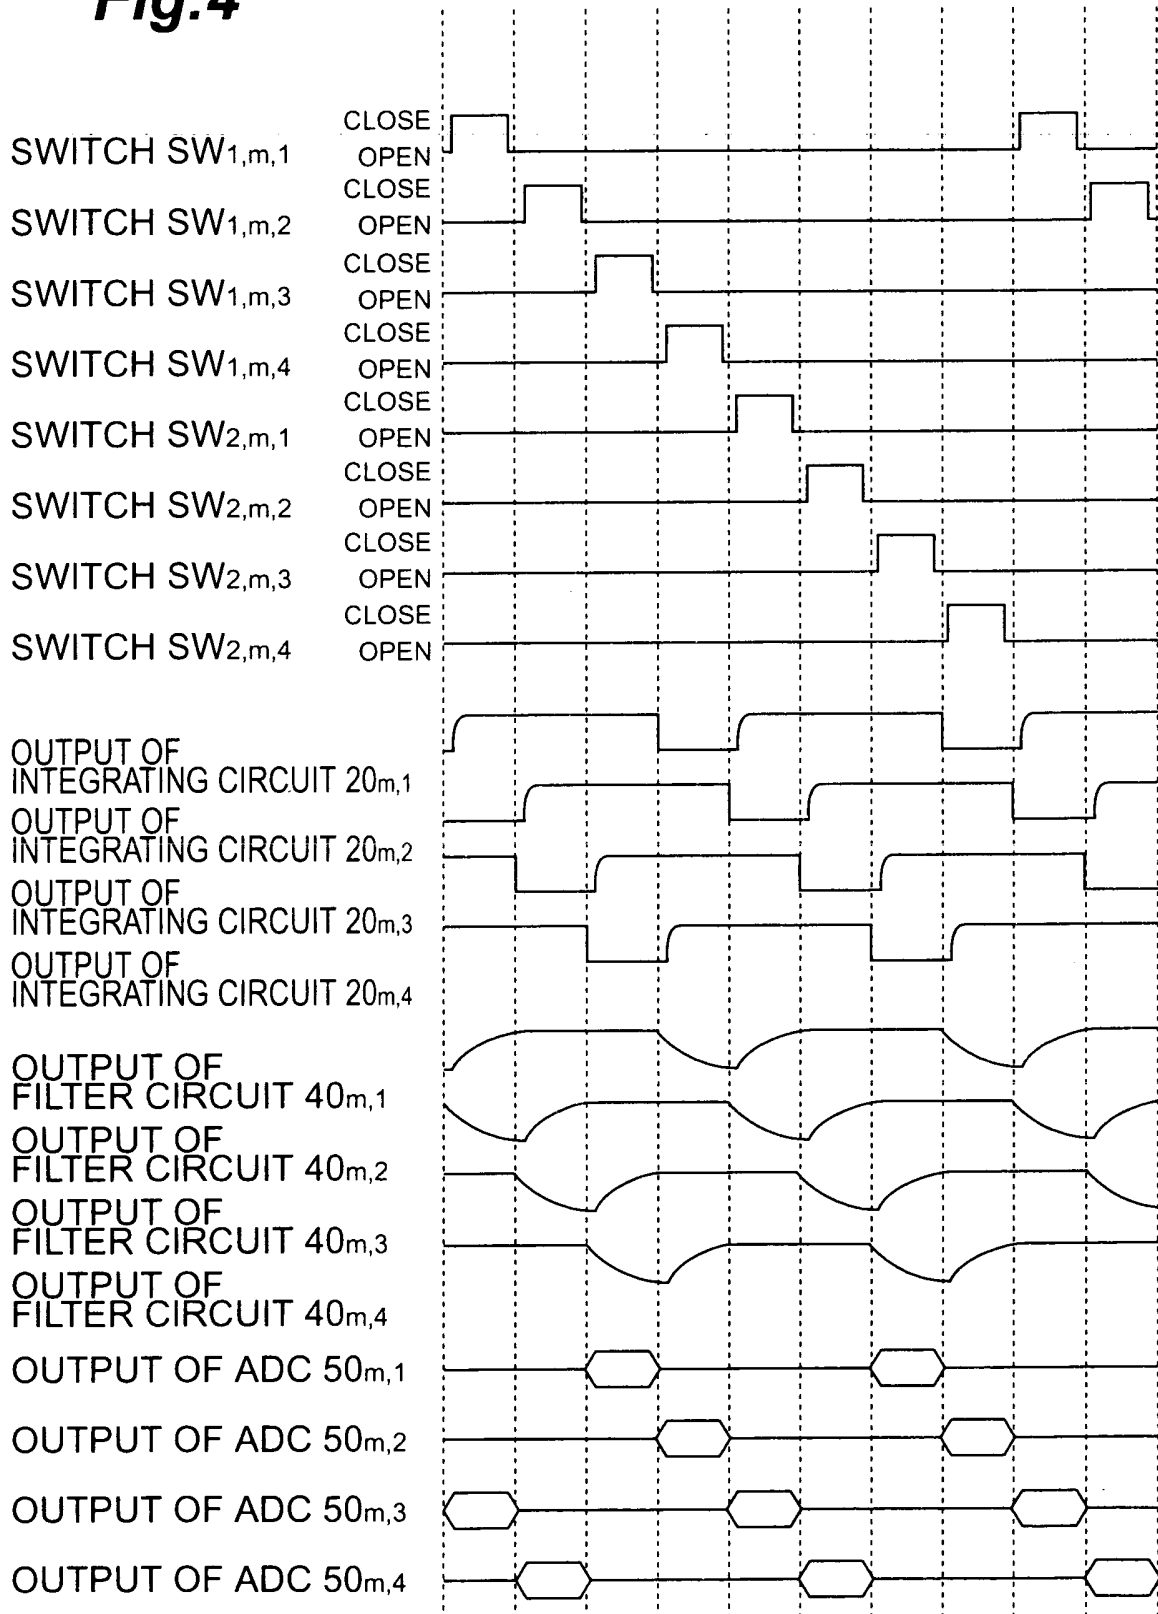 Fig.4
CLOSE
SWITCH SW1,m,1 OPEN
CLOSE
SWITCH SW1,m,2 OPEN
CLOSE
SWITCH SW1,m,3 OPEN
CLOSE
SWITCH SW1,m,4 OPEN
CLOSE
SWITCH SW2,m,1 OPEN
CLOSE
SWITCH SW2,m,2 OPEN
CLOSE
SWITCH SW2,m,3 OPEN
CLOSE
SWITCH SW2,m,4 OPEN
OUTPUT OF
INTEGRATING CIRCUIT 20m,1
OUTPUT OF
INTEGRATING CIRCUIT 20m,2
OUTPUT OF
INTEGRATING CIRCUIT 20m,3
OUTPUT OF
INTEGRATING CIRCUIT 20m,4
OUTPUT OF
FILTER CIRCUIT 40m,1
OUTPUT OF
FILTER CIRCUIT 40m,2
OUTPUT OF
FILTER CIRCUIT 40m,3
OUTPUT OF
FILTER CIRCUIT 40m,4
OUTPUT OF ADC 50m,1
OUTPUT OF ADC 50m,2
OUTPUT OF ADC 50m,3
OUTPUT OF ADC 50m,4